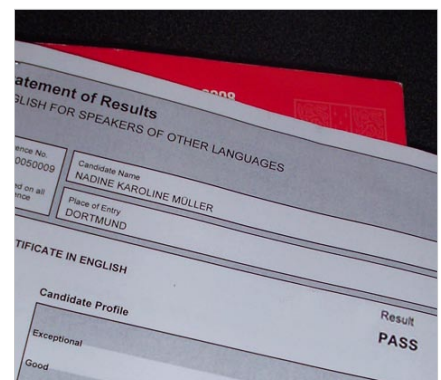 atement of Results
GLISH FOR SPEAKERS OF OTHER LANGUAGES
ence No.
0050009
Candidate Name
NADINE KAROLINE MÜLLER
ed on all
ence
Place of Entry
DORTMUND
TIFICATE IN ENGLISH
Result
PASS
Candidate Profile
Exceptional
Good